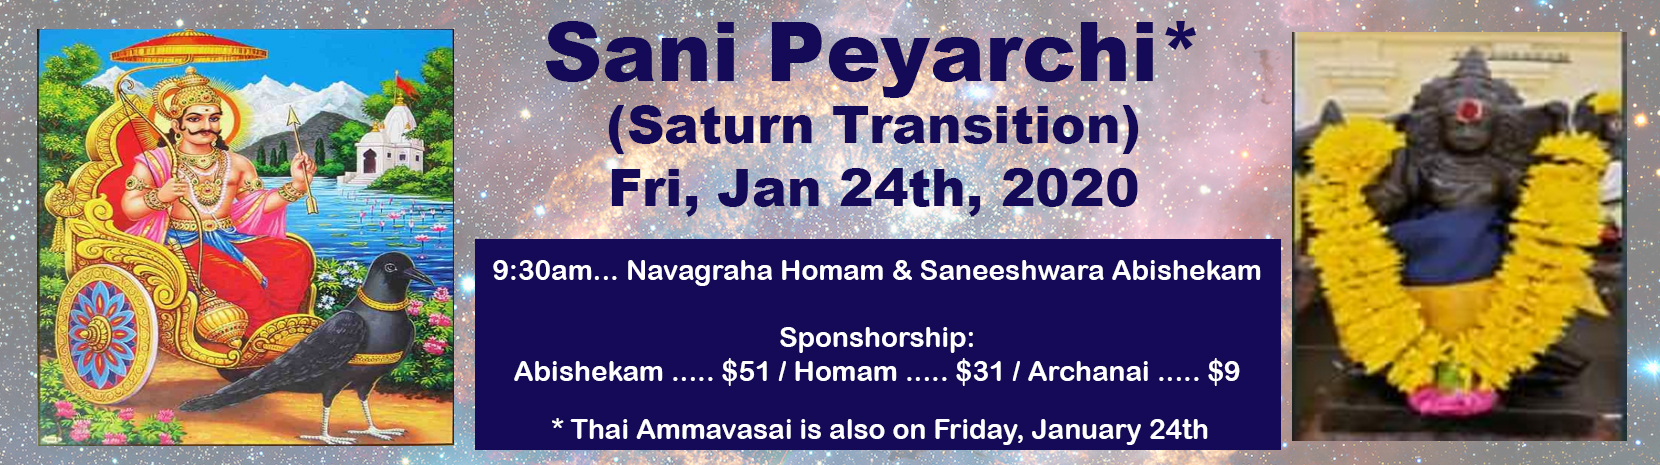 Sani Peyarchi*
(Saturn Transition)
Fri, Jan 24th, 2020
9:30am... Navagraha Homam & Saneeshwara Abishekam
Sponshorship:
Abishekam ..... $51 / Homam ..... $31 / Archanai ..... $9
* Thai Ammavasai is also on Friday, January 24th